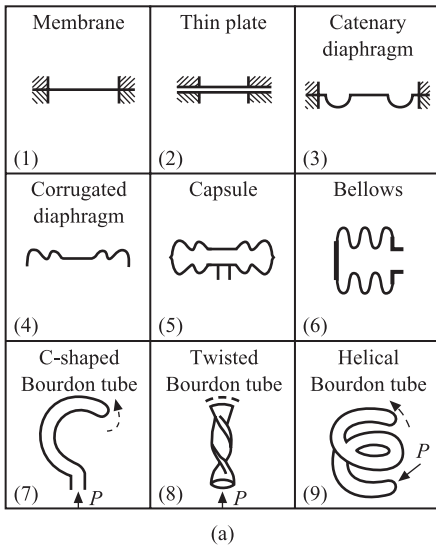 Membrane
(1)
Thin plate
(2)
Catenary
diaphragm
(3)
Corrugated
diaphragm
(4)
Capsule
(5)
Bellows
(6)
C-shaped
Bourdon tube
(7)
P
Twisted
Bourdon tube
(8)
P
Helical
Bourdon tube
P
(9)
(a)